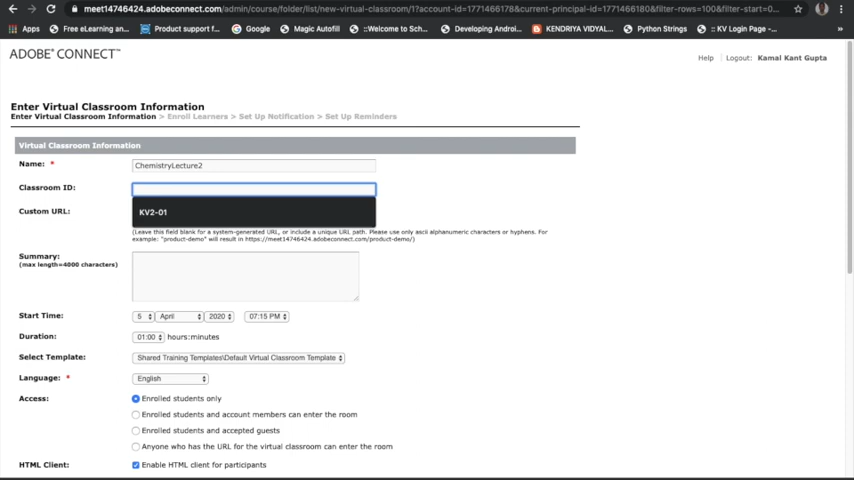 meet14746424.adobeconnect.com/admin/course/folder/list/new-virtual-classroom/1?account-id=1771466178&current-principal-id=1771466180&filter-rows=100&filter-start=0...
Apps Free eLearning an... Product support f... Google Magic Autofill ::Welcome to Sch... Developing Androi... KENDRIYA VIDYAL... Python Strings :: KV Login Page -... »
ADOBE® CONNECT™
Help Logout: Kamal Kant Gupta
Enter Virtual Classroom Information
Enter Virtual Classroom Information > Enroll Learners > Set Up Notification > Set Up Reminders
Virtual Classroom Information
Name: * ChemistryLecture2
Classroom ID:
Custom URL: KV2-01
(Leave this field blank for a system-generated URL, or include a unique URL path. Please use only ascii alphanumeric characters or hyphens. For
example: "product-demo" will result in https://meet14746424.adobeconnect.com/product-demo/)
Summary:
(max length=4000 characters)
Start Time: 5 April 2020 07:15 PM
Duration: 01:00 hours:minutes
Select Template: Shared Training Templates\Default Virtual Classroom Template
Language: * English
Access: Enrolled students only
Enrolled students and account members can enter the room
Enrolled students and accepted guests
Anyone who has the URL for the virtual classroom can enter the room
HTML Client: Enable HTML client for participants